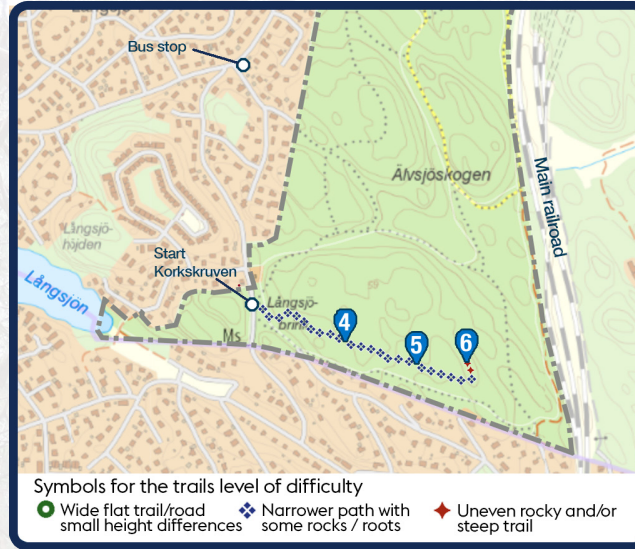 Bus stop
Älvsjöskogen
Main railroad
Långsjö-
höjden
Start
Korkskruven
Långsjön
Långsjö-
brink
Ms
4
5
6
Symbols for the trails level of difficulty
Wide flat trail/road
small height differences
Narrower path with
some rocks / roots
Uneven rocky and/or
steep trail